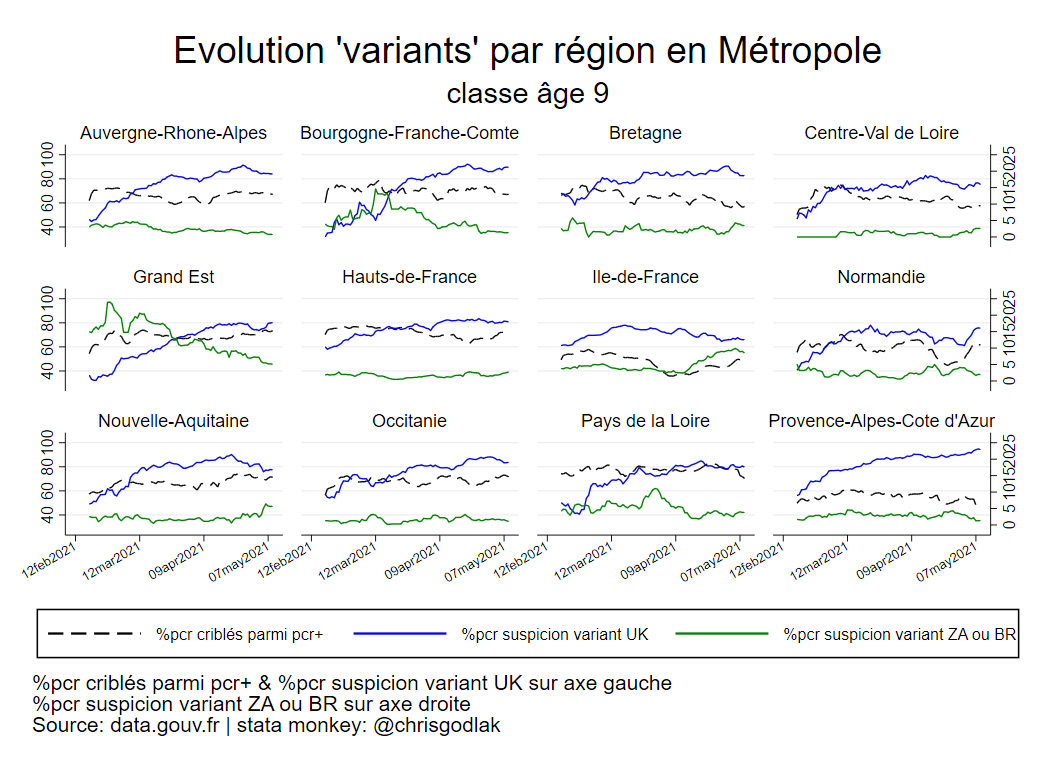 Evolution 'variants' par région en Métropole
classe âge 9
Auvergne-Rhone-Alpes Bourgogne-Franche-Comte Bretagne Centre-Val de Loire
40 60 80 100
0 5 10152025
Grand Est Hauts-de-France Ile-de-France Normandie
40 60 80 100
0 5 10152025
Nouvelle-Aquitaine Occitanie Pays de la Loire Provence-Alpes-Cote d'Azur
40 60 80 100
0 5 10152025
12feb2021 12mar2021 09apr2021 07may2021 12feb2021 12mar2021 09apr2021 07may2021 12feb2021 12mar2021 09apr2021 07may2021 12feb2021 12mar2021 09apr2021 07may2021
%pcr criblés parmi pcr+ %pcr suspicion variant UK %pcr suspicion variant ZA ou BR
%pcr criblés parmi pcr+ & %pcr suspicion variant UK sur axe gauche
%pcr suspicion variant ZA ou BR sur axe droite
Source: data.gouv.fr | stata monkey: @chrisgodlak